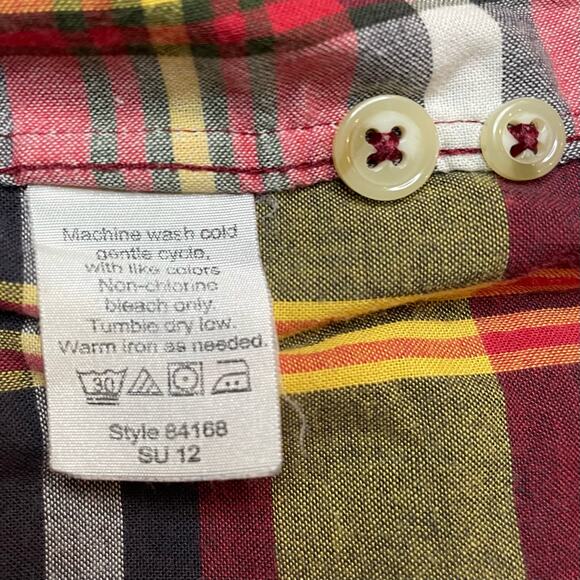 Machine wash cold
gentle cycle,
with like colors
Non-chlorine
bleach only.
Tumble dry low.
Warm iron as needed.
30
Style 84168
SU 12